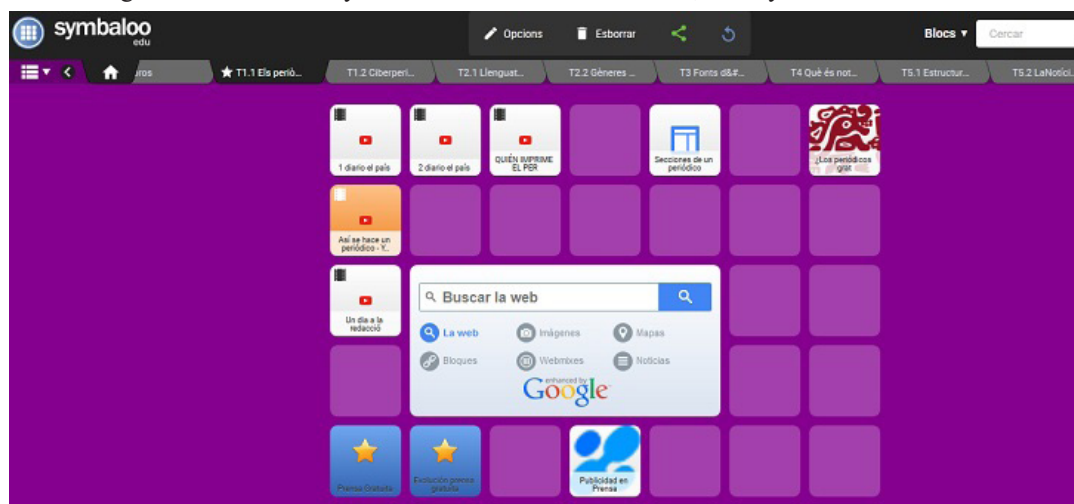 symbaloo
edu
Opcions
Esborrar
Blocs ▾
Cercar
T1.1 Els periò...
T1.2 Ciberperi...
T2.1 Llenguat...
T2.2 Gèneres ...
T3 Fonts d&#...
T4 Què és not...
T5.1 Estructur...
T5.2 LaNotíci...
1 diario el país
2 diario el país
QUIÉN IMPRIME
EL PER
Secciones de un
periódico
¿Los periódicos
grat
Así se hace un
periódico - Y...
Un dia a la
redacció
Buscar la web
La web
Imágenes
Mapas
Bloques
Webmixes
Noticias
enhanced by
Google
Prensa Gratuita
Evolución prensa
gratuita
Publicidad en
Prensa